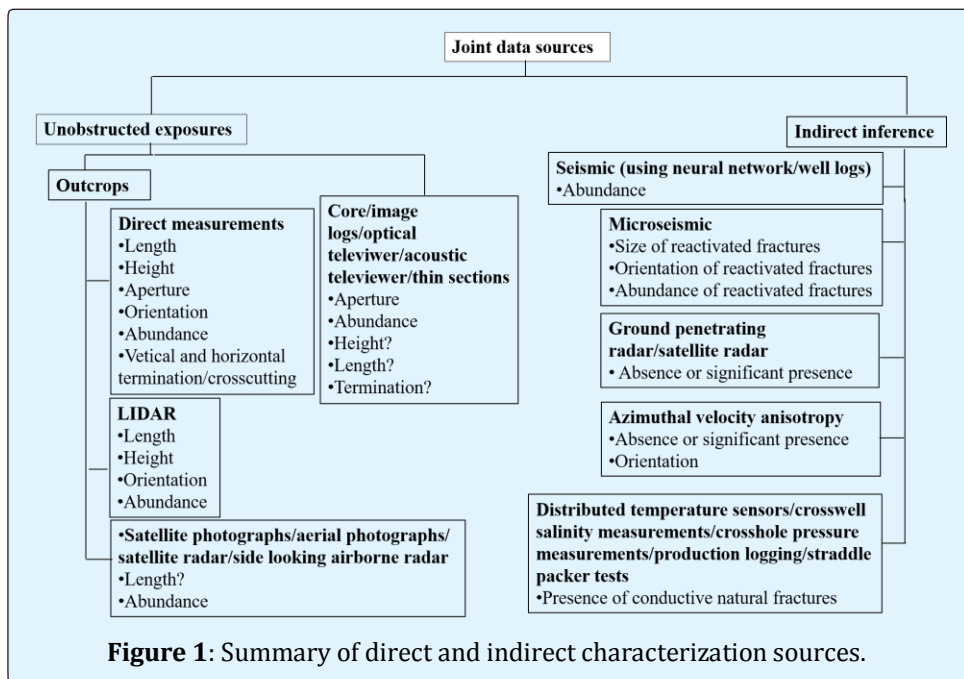 Joint data sources
Unobstructed exposures
Outcrops
Direct measurements
•Length
•Height
•Aperture
•Orientation
•Abundance
•Vetical and horizontal
termination/crosscutting
LIDAR
•Length
•Height
•Orientation
•Abundance
•Satellite photographs/aerial photographs/
satellite radar/side looking airborne radar
•Length?
•Abundance
Core/image
logs/optical
televiwer/acoustic
televiewer/thin sections
•Aperture
•Abundance
•Height?
•Length?
•Termination?
Indirect inference
Seismic (using neural network/well logs)
•Abundance
Microseismic
•Size of reactivated fractures
•Orientation of reactivated fractures
•Abundance of reactivated fractures
Ground penetrating
radar/satellite radar
• Absence or significant presence
Azimuthal velocity anisotropy
•Absence or significant presence
•Orientation
Distributed temperature sensors/crosswell
salinity measurements/crosshole pressure
measurements/production logging/straddle
packer tests
•Presence of conductive natural fractures
Figure 1: Summary of direct and indirect characterization sources.